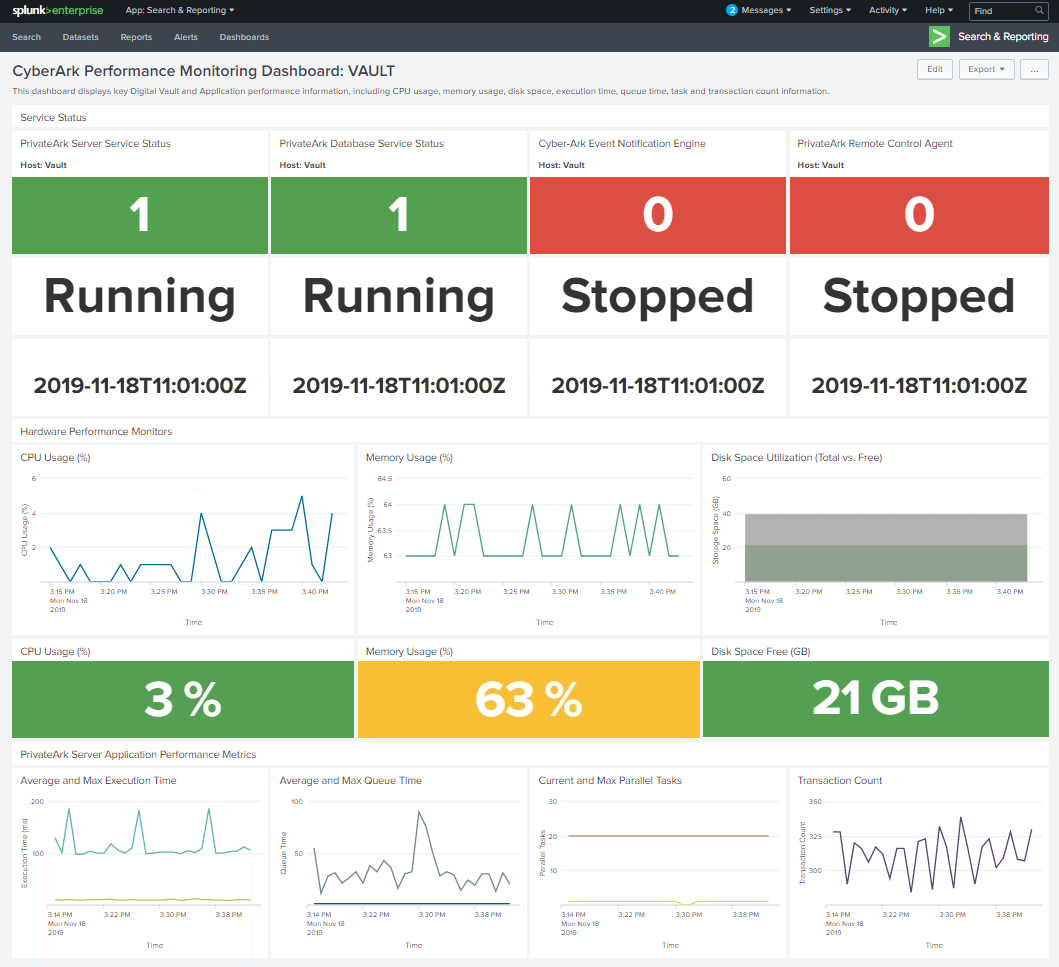 splunk>enterprise App: Search & Reporting 2 Messages Settings Activity Help Find
Search Datasets Reports Alerts Dashboards Search & Reporting
CyberArk Performance Monitoring Dashboard: VAULT Edit Export ...
This dashboard displays key Digital Vault and Application performance information, including CPU usage, memory usage, disk space, execution time, queue time, task and transaction count information.
Service Status
PrivateArk Server Service Status PrivateArk Database Service Status Cyber-Ark Event Notification Engine PrivateArk Remote Control Agent
Host: Vault Host: Vault Host: Vault Host: Vault
1 1 0 0
Running Running Stopped Stopped
2019-11-18T11:01:00Z 2019-11-18T11:01:00Z 2019-11-18T11:01:00Z 2019-11-18T11:01:00Z
Hardware Performance Monitors
CPU Usage (%)
6
4
2
CPU Usage (%)
3:15 PM 3:20 PM 3:25 PM 3:30 PM 3:35 PM 3:40 PM
Mon Nov 18
2019
Time
Memory Usage (%)
64.5
64
63.5
63
Memory Usage (%)
3:15 PM 3:20 PM 3:25 PM 3:30 PM 3:35 PM 3:40 PM
Mon Nov 18
2019
Time
Disk Space Utilization (Total vs. Free)
60
40
20
Storage Space (GB)
3:15 PM 3:20 PM 3:25 PM 3:30 PM 3:35 PM 3:40 PM
Mon Nov 18
2019
Time
CPU Usage (%) Memory Usage (%) Disk Space Free (GB)
3 % 63 % 21 GB
PrivateArk Server Application Performance Metrics
Average and Max Execution Time
200
100
Execution Time (ms)
3:14 PM 3:22 PM 3:30 PM 3:38 PM
Mon Nov 18
2019
Time
Average and Max Queue Time
100
50
Queue Time
3:14 PM 3:22 PM 3:30 PM 3:38 PM
Mon Nov 18
2019
Time
Current and Max Parallel Tasks
30
20
10
Parallel Tasks
3:14 PM 3:22 PM 3:30 PM 3:38 PM
Mon Nov 18
2019
Time
Transaction Count
350
325
300
Transaction Count
3:14 PM 3:22 PM 3:30 PM 3:38 PM
Mon Nov 18
2019
Time